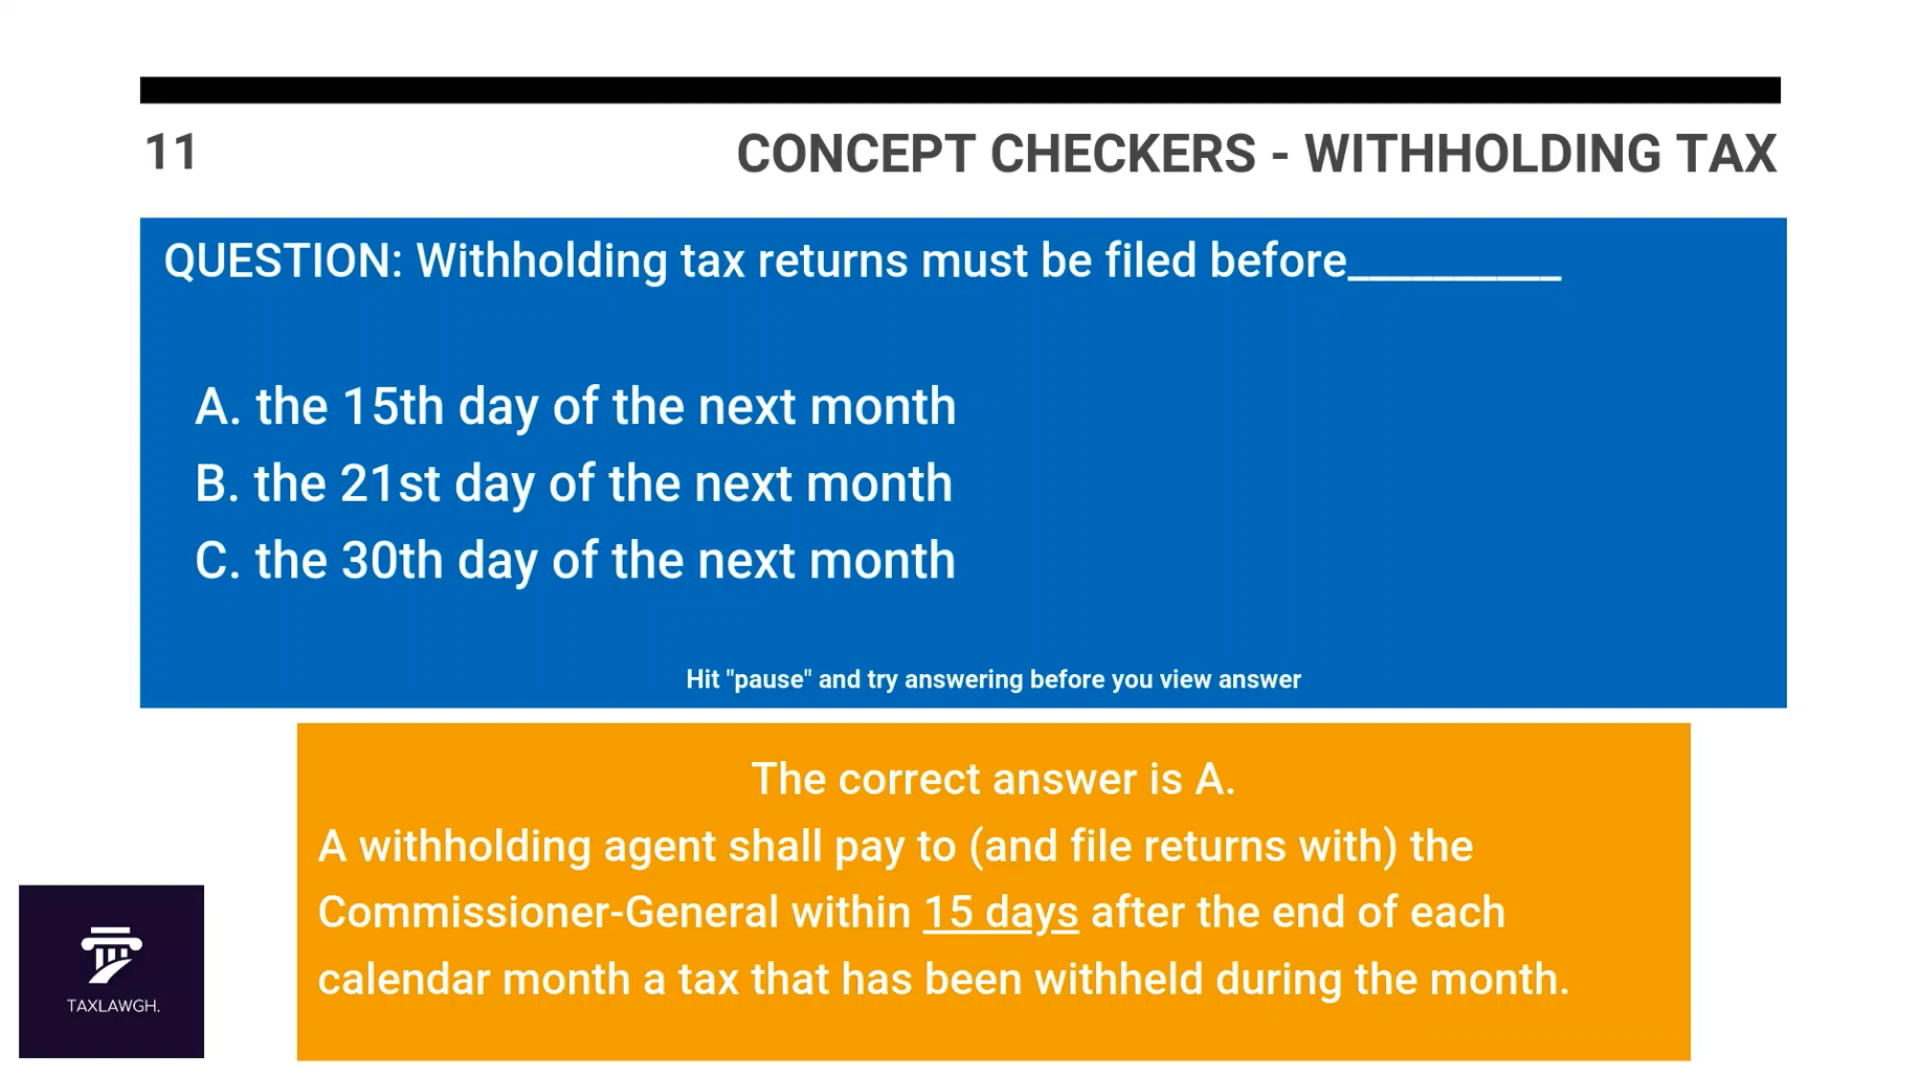 11
CONCEPT CHECKERS - WITHHOLDING TAX
QUESTION: Withholding tax returns must be filed before__________
A. the 15th day of the next month
B. the 21st day of the next month
C. the 30th day of the next month
Hit "pause" and try answering before you view answer
The correct answer is A.
A withholding agent shall pay to (and file returns with) the
Commissioner-General within 15 days after the end of each
calendar month a tax that has been withheld during the month.
TAXLAWGH.